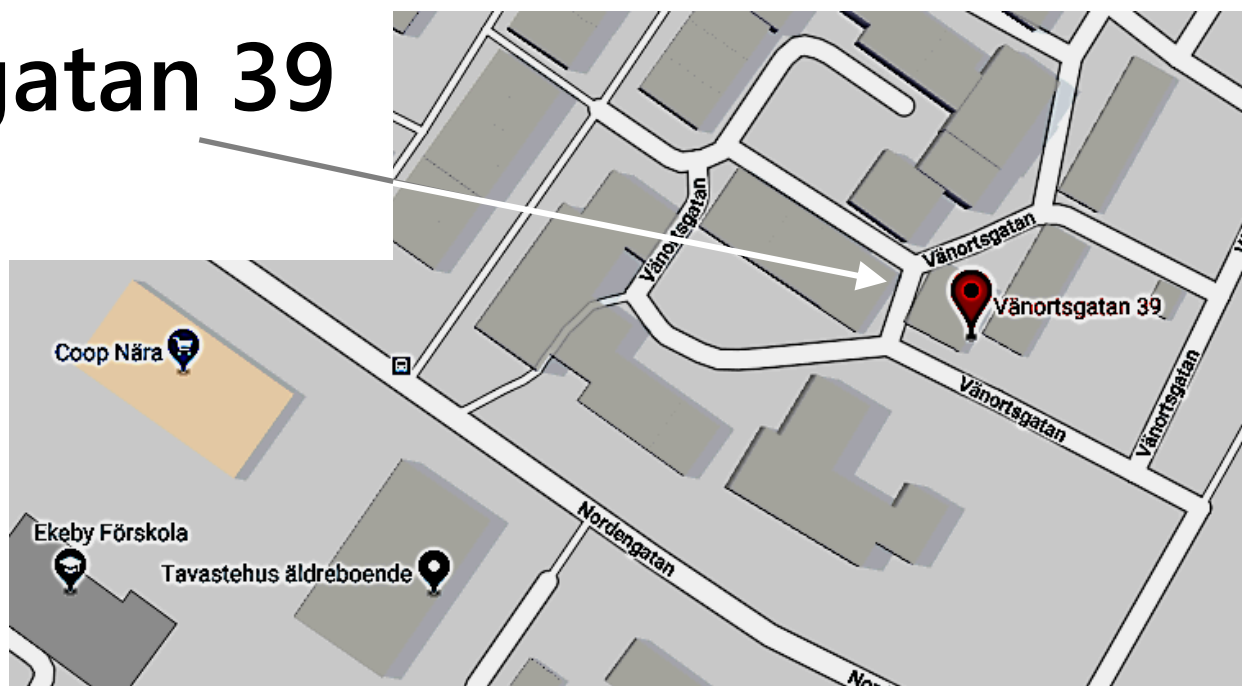 gatan 39
Vänortsgatan
Vänortsgatan
Vänortsgatan 39
Coop Nära
Vänortsgatan
Vänortsgatan
Nordengatan
Ekeby Förskola
Tavastehus äldreboende